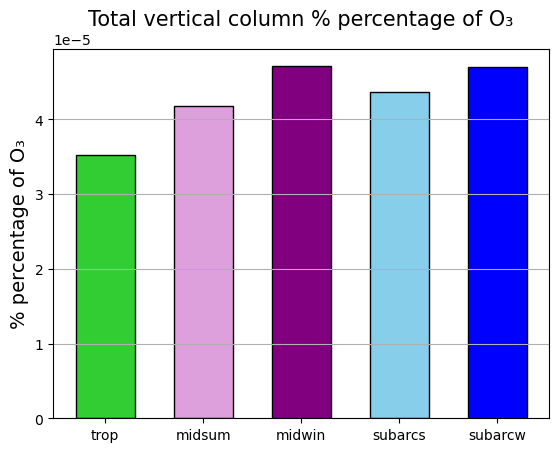 Total vertical column % percentage of O₃
1e−5
% percentage of O₃
4
3
2
1
0
trop midsum midwin subarcs subarcw